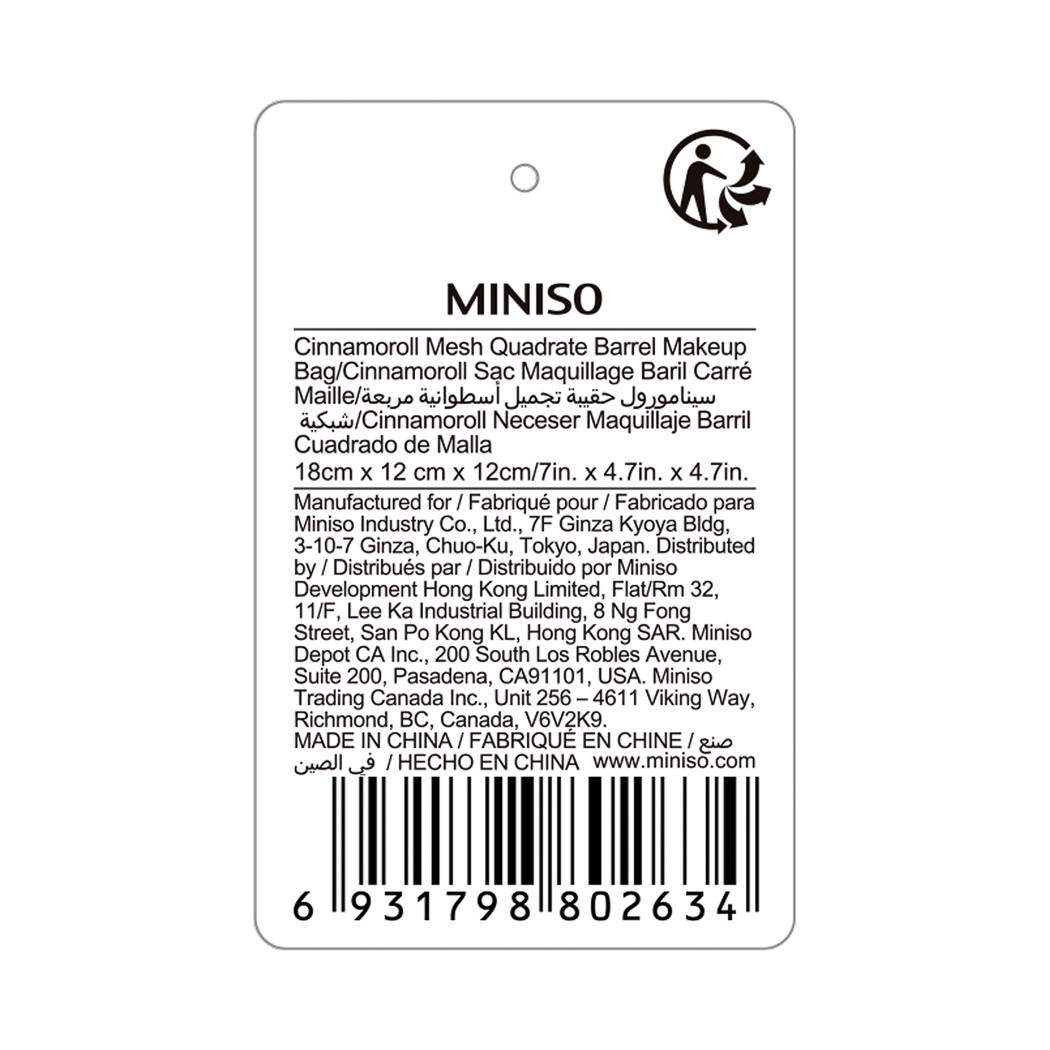 MINISO
Cinnamoroll Mesh Quadrate Barrel Makeup
Bag/Cinnamoroll Sac Maquillage Baril Carré
Maille/سينامورول حقيبة تجميل أسطوانية مربعة
شبكية/Cinnamoroll Neceser Maquillaje Barril
Cuadrado de Malla
18cm x 12 cm x 12cm/7in. x 4.7in. x 4.7in.
Manufactured for / Fabriqué pour / Fabricado para
Miniso Industry Co., Ltd., 7F Ginza Kyoya Bldg,
3-10-7 Ginza, Chuo-Ku, Tokyo, Japan. Distributed
by / Distribués par / Distribuido por Miniso
Development Hong Kong Limited, Flat/Rm 32,
11/F, Lee Ka Industrial Building, 8 Ng Fong
Street, San Po Kong KL, Hong Kong SAR. Miniso
Depot CA Inc., 200 South Los Robles Avenue,
Suite 200, Pasadena, CA91101, USA. Miniso
Trading Canada Inc., Unit 256 – 4611 Viking Way,
Richmond, BC, Canada, V6V2K9.
MADE IN CHINA / FABRIQUÉ EN CHINE / صنع
في الصين / HECHO EN CHINA www.miniso.com
6 931798 802634